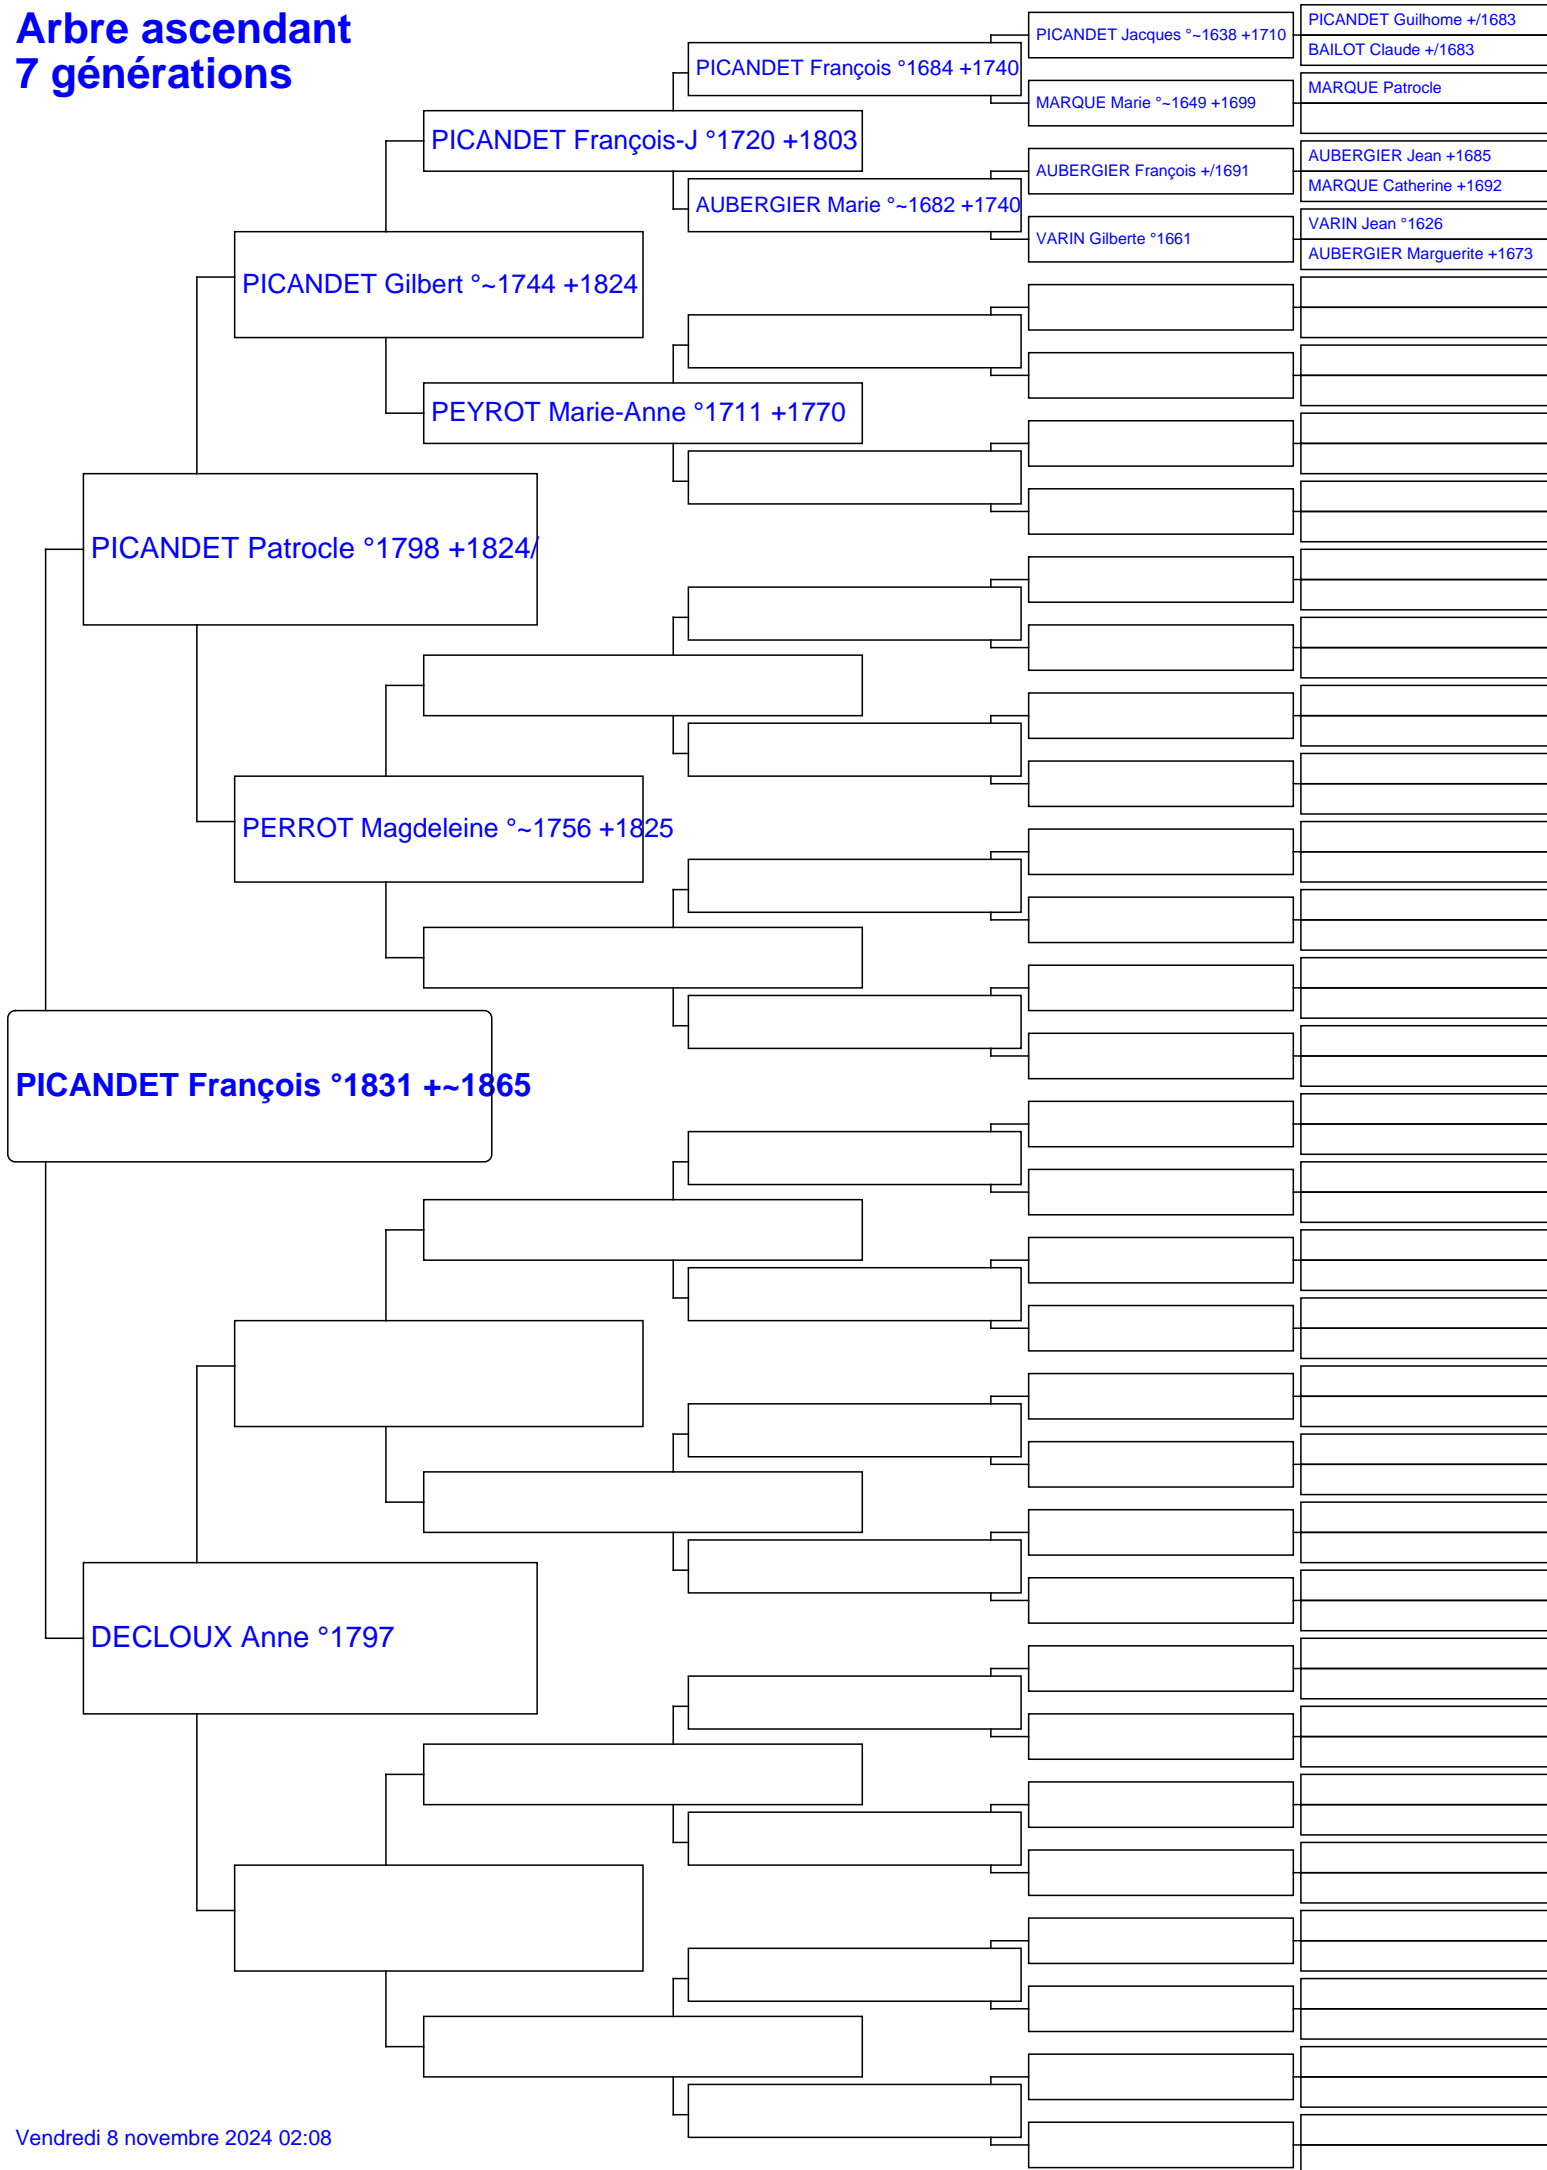 Arbre ascendant
7 générations
PICANDET Guilhome +/1683
PICANDET Jacques °~1638 +1710
BAILOT Claude +/1683
PICANDET François °1684 +1740
MARQUE Patrocle
MARQUE Marie °~1649 +1699
PICANDET François-J °1720 +1803
AUBERGIER Jean +1685
AUBERGIER François +/1691
MARQUE Catherine +1692
AUBERGIER Marie °~1682 +1740
VARIN Jean °1626
VARIN Gilberte °1661
AUBERGIER Marguerite +1673
PICANDET Gilbert °~1744 +1824
PEYROT Marie-Anne °1711 +1770
PICANDET Patrocle °1798 +1824/
PERROT Magdeleine °~1756 +1825
PICANDET François °1831 +~1865
DECLOUX Anne °1797
Vendredi 8 novembre 2024 02:08